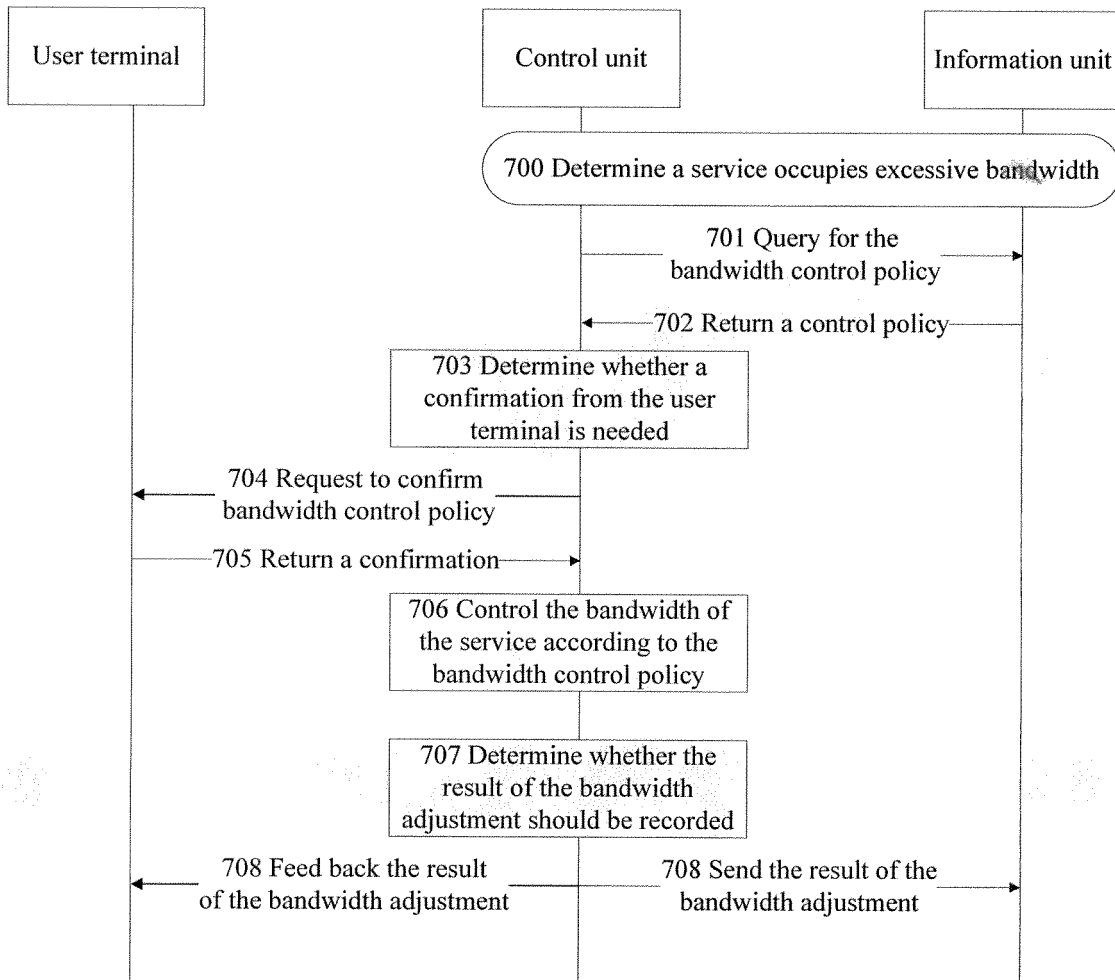 User terminal
Control unit
Information unit
700 Determine a service occupies excessive bandwidth
701 Query for the
bandwidth control policy
702 Return a control policy
703 Determine whether a
confirmation from the user
terminal is needed
704 Request to confirm
bandwidth control policy
705 Return a confirmation
706 Control the bandwidth of
the service according to the
bandwidth control policy
707 Determine whether the
result of the bandwidth
adjustment should be recorded
708 Feed back the result
of the bandwidth adjustment
708 Send the result of the
bandwidth adjustment